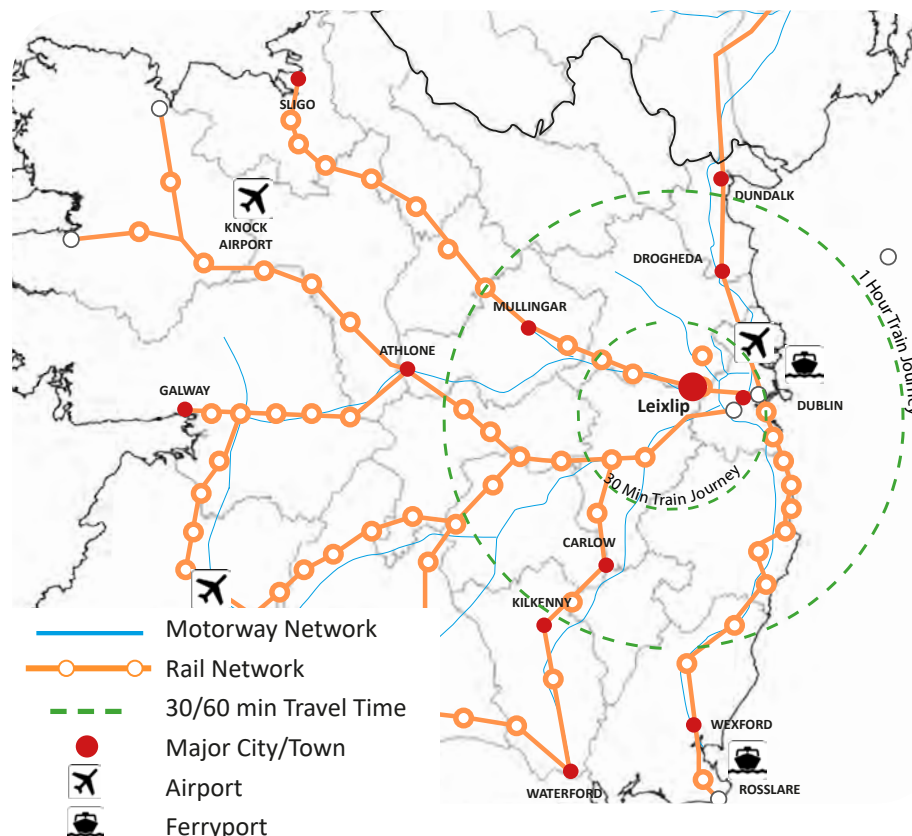 SLIGO
KNOCK
AIRPORT
DUNDALK
DROGHEDA
1 Hour Train Journey
MULLINGAR
ATHLONE
GALWAY
Leixlip
DUBLIN
30 Min Train Journey
CARLOW
KILKENNY
WEXFORD
ROSSLARE
WATERFORD
Motorway Network
Rail Network
30/60 min Travel Time
Major City/Town
Airport
Ferryport